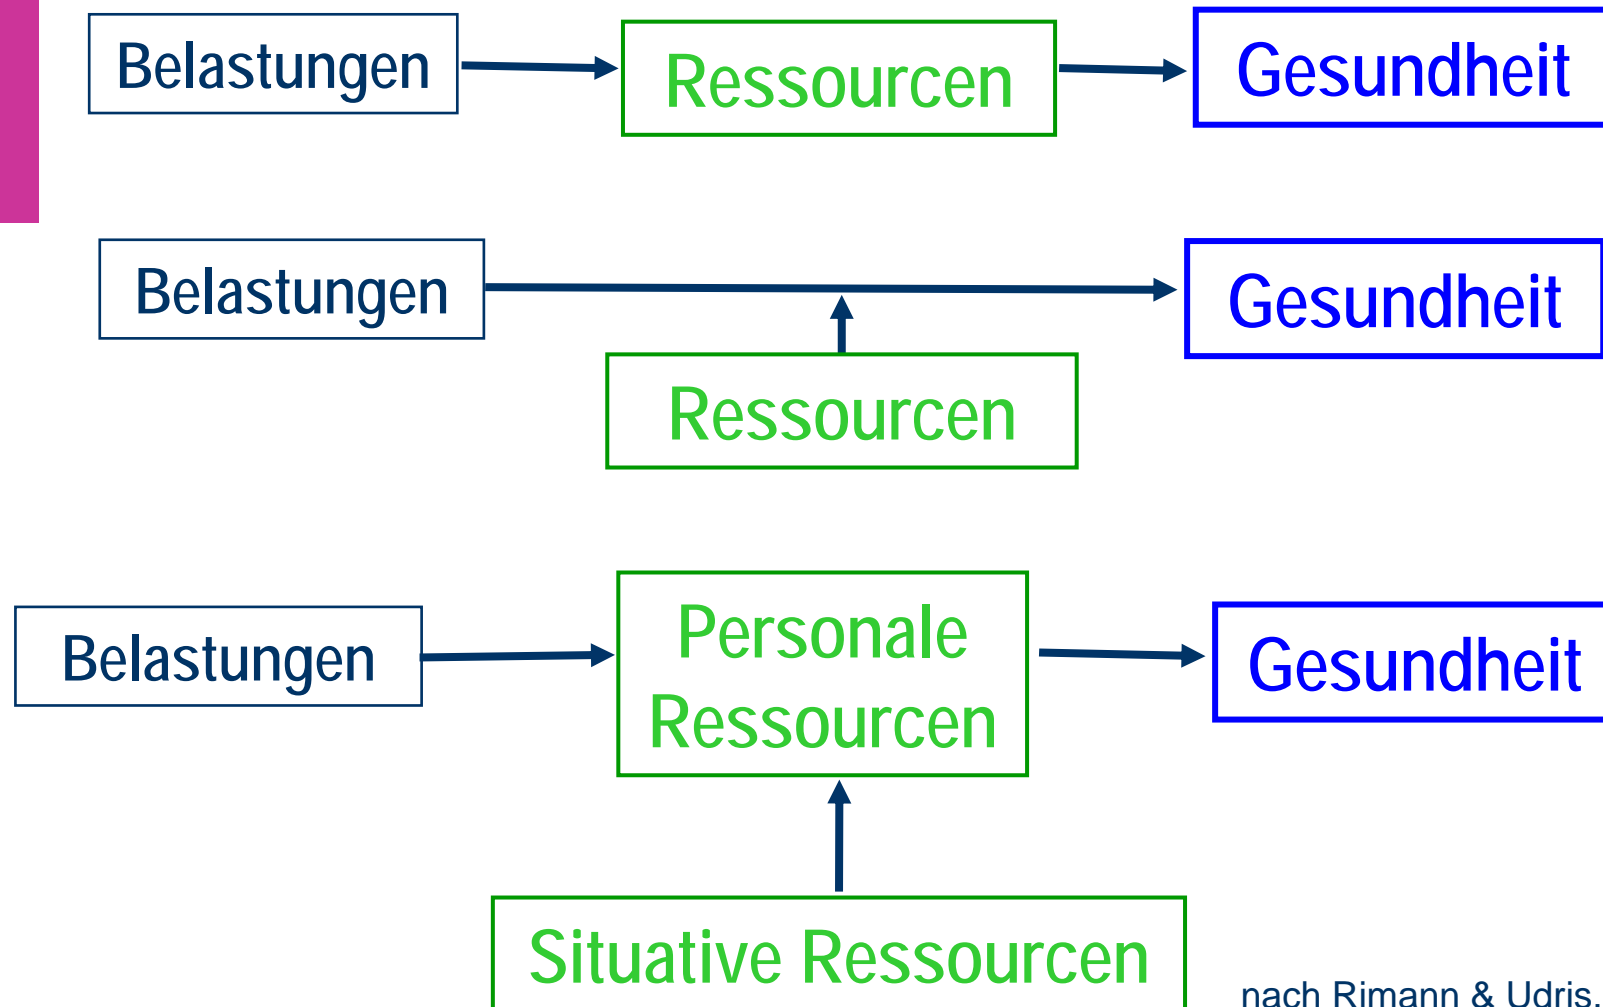 Belastungen
Ressourcen
Gesundheit
Belastungen
Gesundheit
Ressourcen
Belastungen
Personale
Ressourcen
Gesundheit
Situative Ressourcen
nach Rimann & Udris,